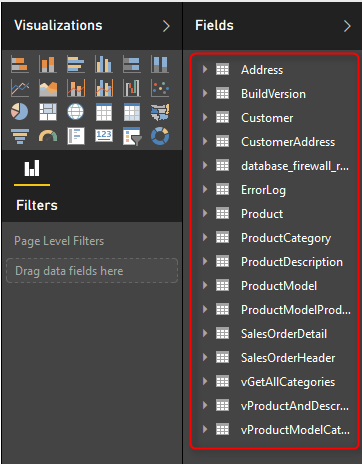 Visualizations
Fields
Filters
Page Level Filters
Drag data fields here
Address
BuildVersion
Customer
CustomerAddress
database_firewall_r...
ErrorLog
Product
ProductCategory
ProductDescription
ProductModel
ProductModelProd...
SalesOrderDetail
SalesOrderHeader
vGetAllCategories
vProductAndDescr...
vProductModelCat...